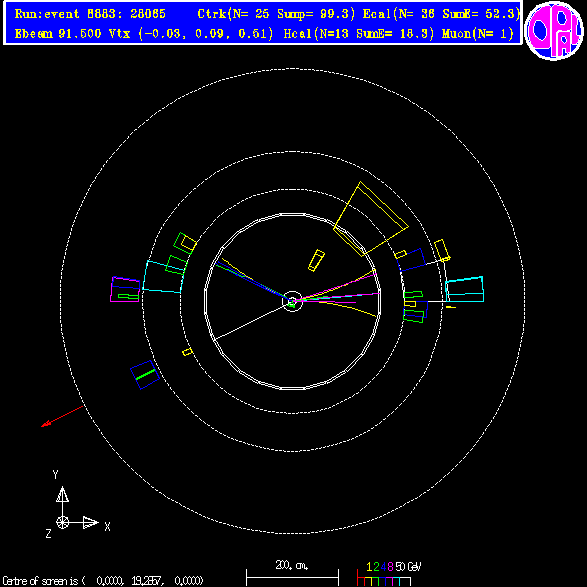 Run:event 8883: 28065 Ctrk(N= 25 Sump= 99.3) Ecal(N= 36 SumE= 52.3)
Ebeam 91.500 Vtx (-0.03, 0.09, 0.51) Hcal(N=13 SumE= 18.3) Muon(N= 1)
OPAL
Y
X
Z
200. cm.
1 2 4 8 50 GeV
Centre of screen is ( 0.0000, 19.2857, 0.0000)